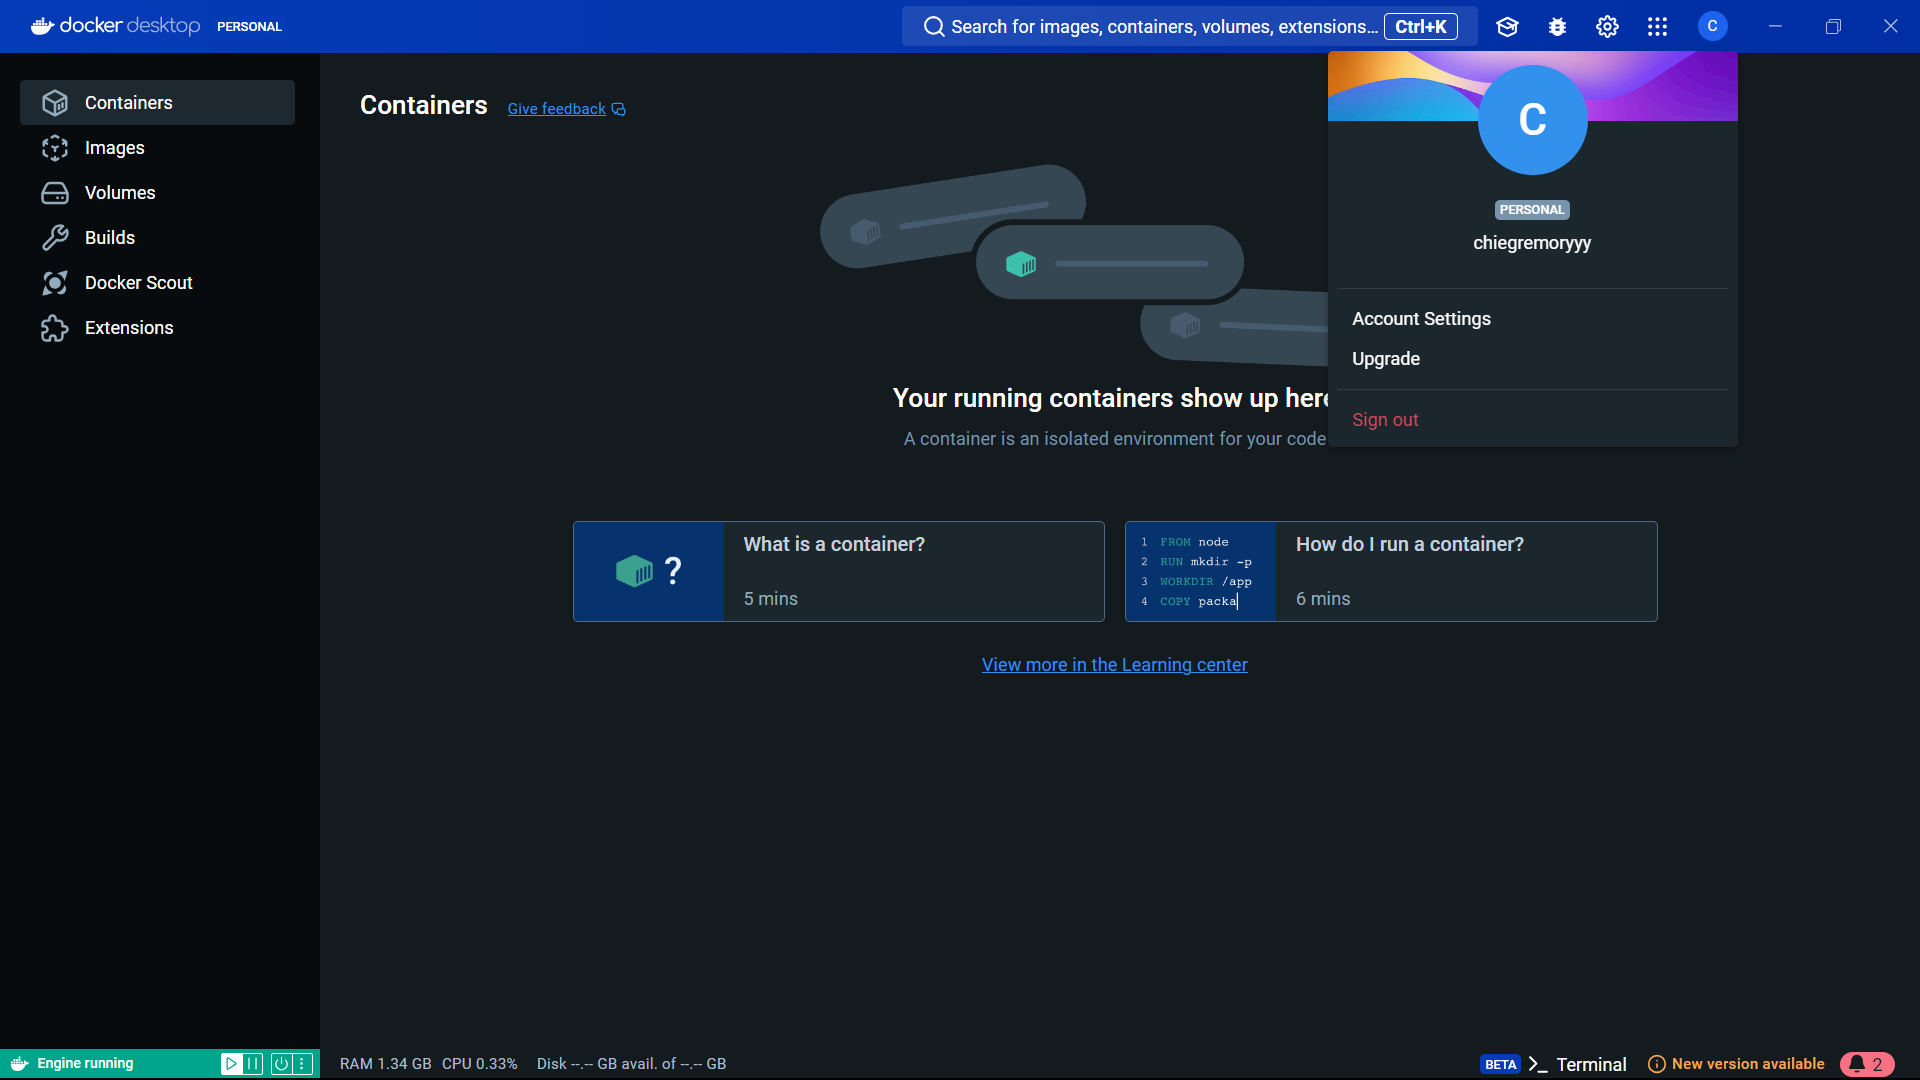 docker desktop PERSONAL
Search for images, containers, volumes, extensions... Ctrl+K
C
Containers
Images
Volumes
Builds
Docker Scout
Extensions
Containers Give feedback
C
PERSONAL
chiegremoryyy
Account Settings
Upgrade
Sign out
Your running containers show up here
A container is an isolated environment for your code
?
What is a container?
5 mins
1 FROM node
2 RUN mkdir -p
3 WORKDIR /app
4 COPY packa
How do I run a container?
6 mins
View more in the Learning center
Engine running
RAM 1.34 GB CPU 0.33% Disk --.-- GB avail. of --.-- GB
BETA >_ Terminal New version available 2